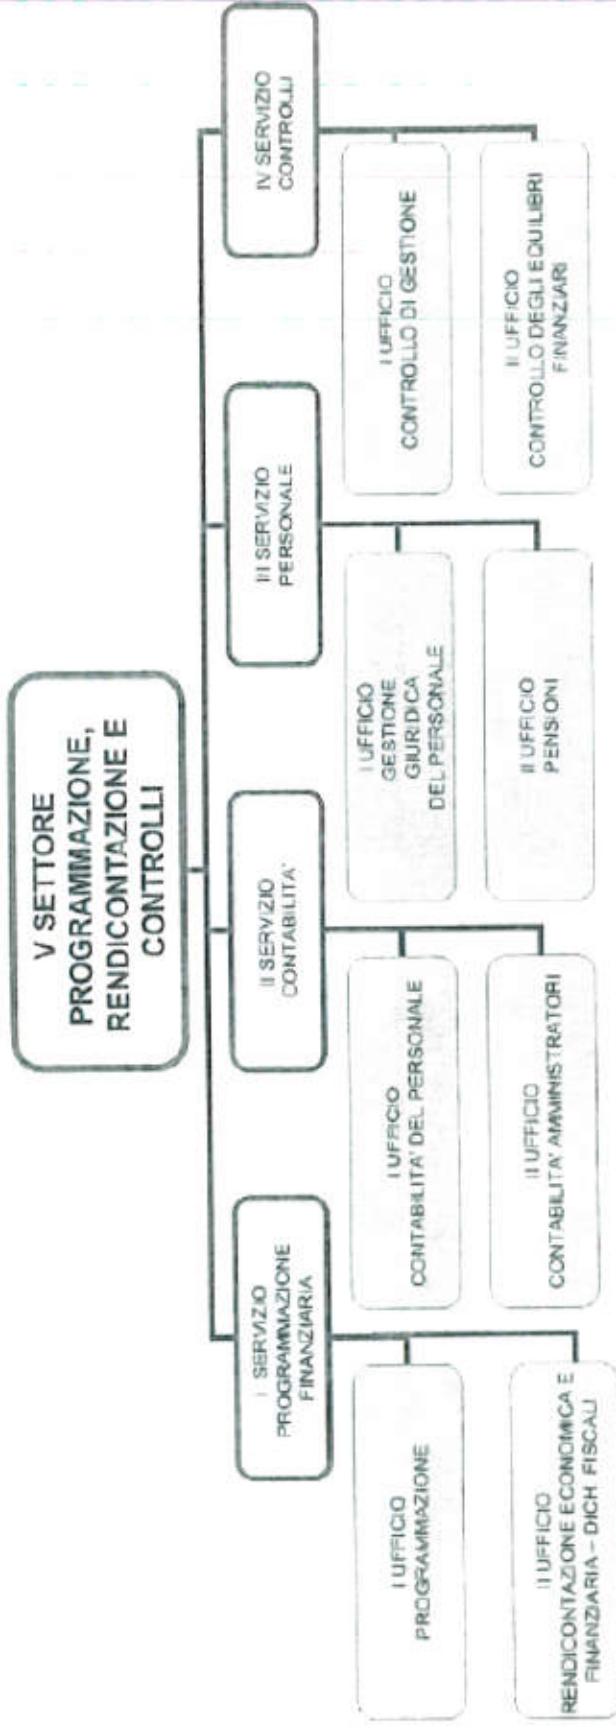 V SETTORE
PROGRAMMAZIONE,
RENDICONTAZIONE E
CONTROLLI
I SERVIZIO
PROGRAMMAZIONE
FINANZIARIA
I UFFICIO
PROGRAMMAZIONE
II UFFICIO
RENDICONTAZIONE ECONOMICA E
FINANZIARIA – DICH FISCALI
II SERVIZIO
CONTABILITA'
I UFFICIO
CONTABILITA' DEL PERSONALE
II UFFICIO
CONTABILITA' AMMINISTRATORI
III SERVIZIO
PERSONALE
I UFFICIO
GESTIONE
GIURIDICA
DEL PERSONALE
II UFFICIO
PENSIONI
IV SERVIZIO
CONTROLLI
I UFFICIO
CONTROLLO DI GESTIONE
II UFFICIO
CONTROLLO DEGLI EQUILIBRI
FINANZIARI